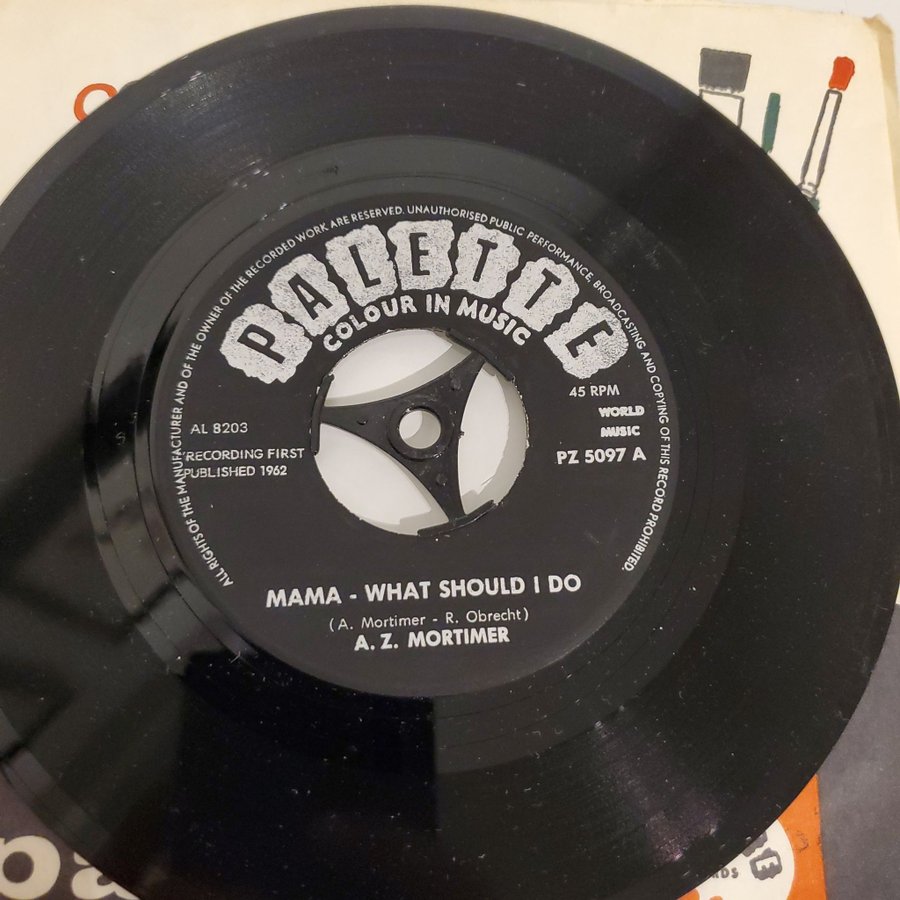 ALL RIGHTS OF THE MANUFACTURER AND OF THE OWNER OF THE RECORDED WORK ARE RESERVED. UNAUTHORISED PUBLIC PERFORMANCE, BROADCASTING AND COPYING OF THIS RECORD PROHIBITED.
PALETTE
COLOUR IN MUSIC
45 RPM
WORLD
MUSIC
PZ 5097 A
AL 8203
RECORDING FIRST
PUBLISHED 1962
MAMA - WHAT SHOULD I DO
(A. Mortimer - R. Obrecht)
A. Z. MORTIMER